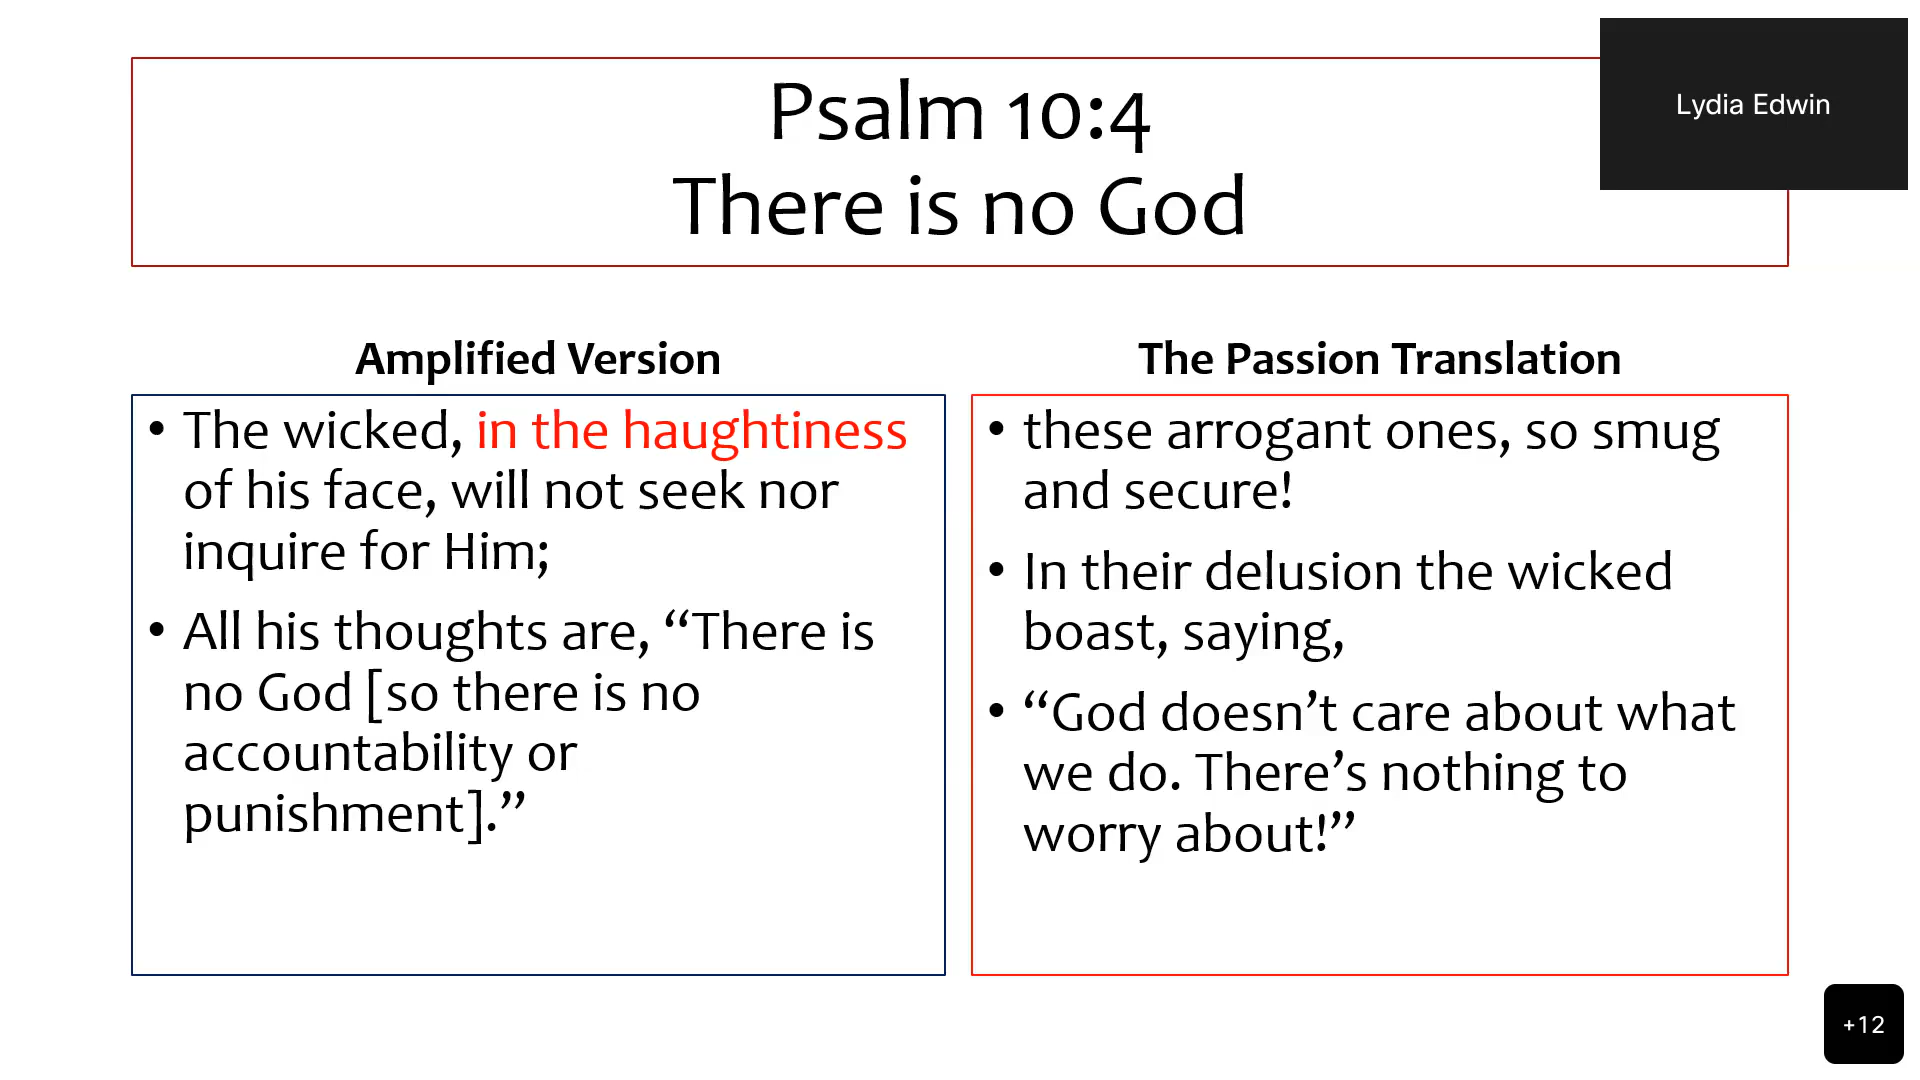 Psalm 10:4
There is no God
Lydia Edwin
Amplified Version
• The wicked, in the haughtiness
of his face, will not seek nor
inquire for Him;
• All his thoughts are, “There is
no God [so there is no
accountability or
punishment].”
The Passion Translation
• these arrogant ones, so smug
and secure!
• In their delusion the wicked
boast, saying,
• “God doesn’t care about what
we do. There’s nothing to
worry about!”
+12